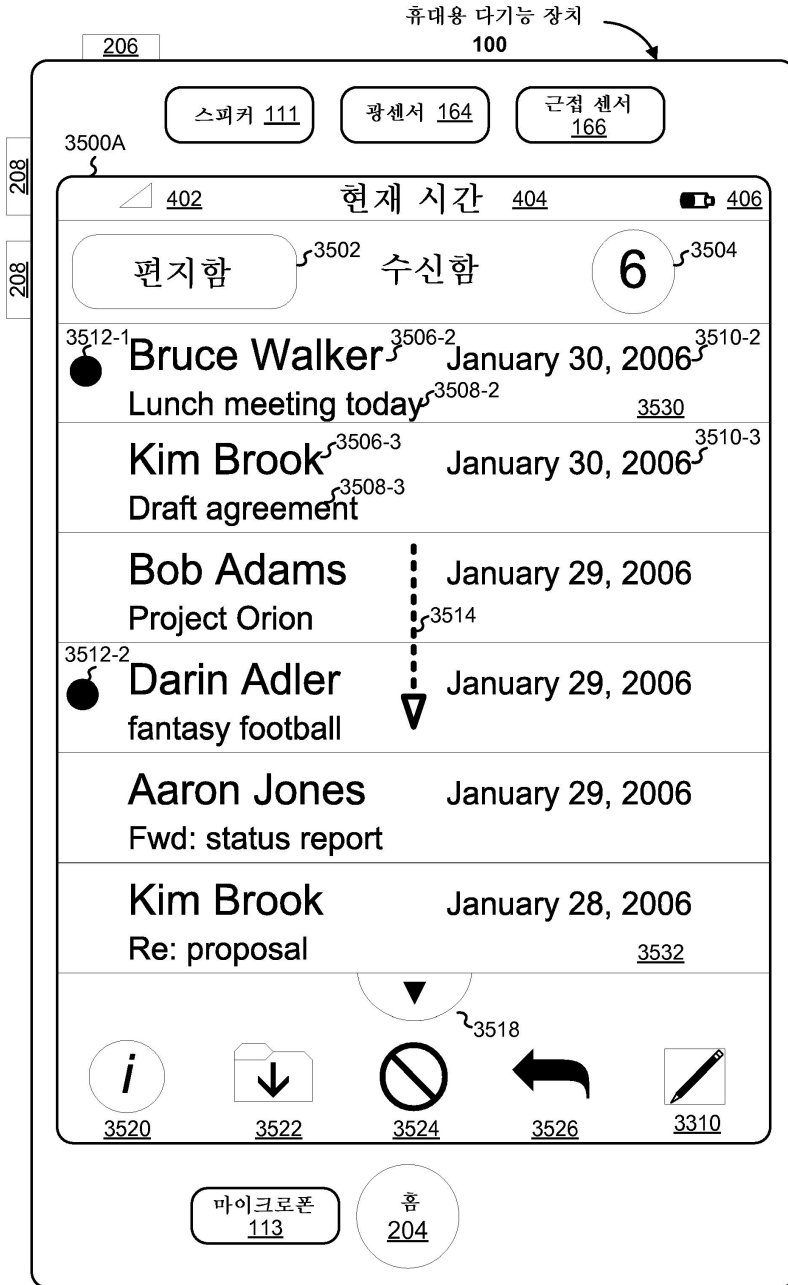 휴대용 다기능 장치
100
206
스피커 111
광센서 164
근접 센서
166
3500A
208
208
402
현재 시간 404
406
편지함
3502
수신함
6
3504
3512-1
Bruce Walker
3506-2
January 30, 2006
3510-2
Lunch meeting today
3508-2
3530
Kim Brook
3506-3
January 30, 2006
3510-3
Draft agreement
3508-3
Bob Adams
January 29, 2006
Project Orion
3514
3512-2
Darin Adler
January 29, 2006
fantasy football
Aaron Jones
January 29, 2006
Fwd: status report
Kim Brook
January 28, 2006
Re: proposal
3532
3518
i
3520
3522
3524
3526
3310
마이크로폰
113
홈
204